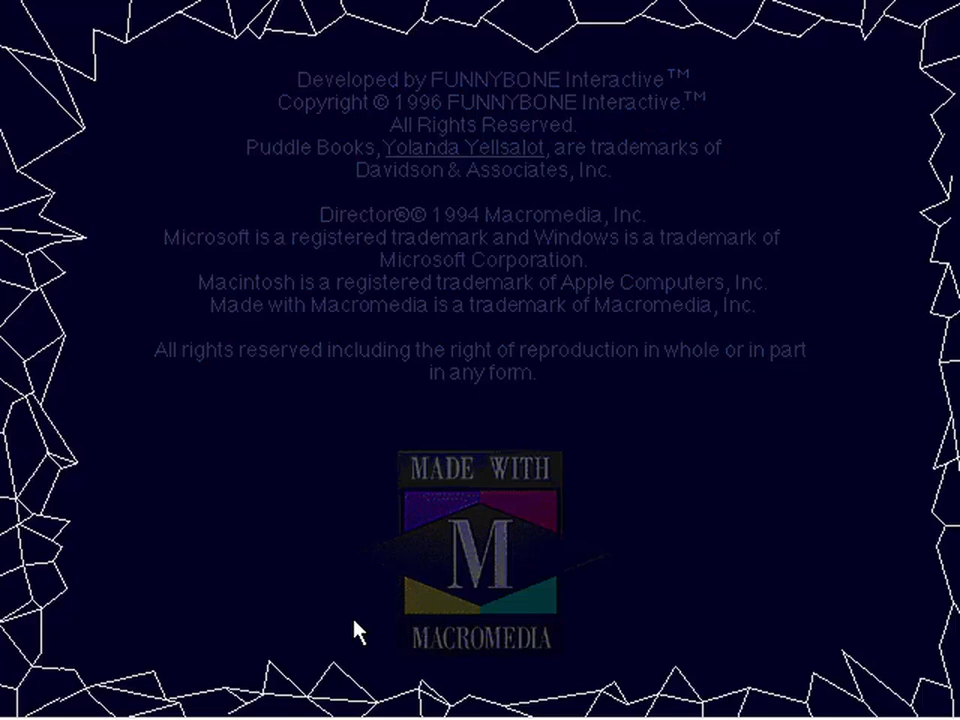 Developed by FUNNYBONE Interactive™
Copyright © 1996 FUNNYBONE Interactive.™
All Rights Reserved.
Puddle Books, Yolanda Yellsalot, are trademarks of
Davidson & Associates, Inc.
Director®© 1994 Macromedia, Inc.
Microsoft is a registered trademark and Windows is a trademark of
Microsoft Corporation.
Macintosh is a registered trademark of Apple Computers, Inc.
Made with Macromedia is a trademark of Macromedia, Inc.
All rights reserved including the right of reproduction in whole or in part
in any form.
MADE WITH
M
MACROMEDIA